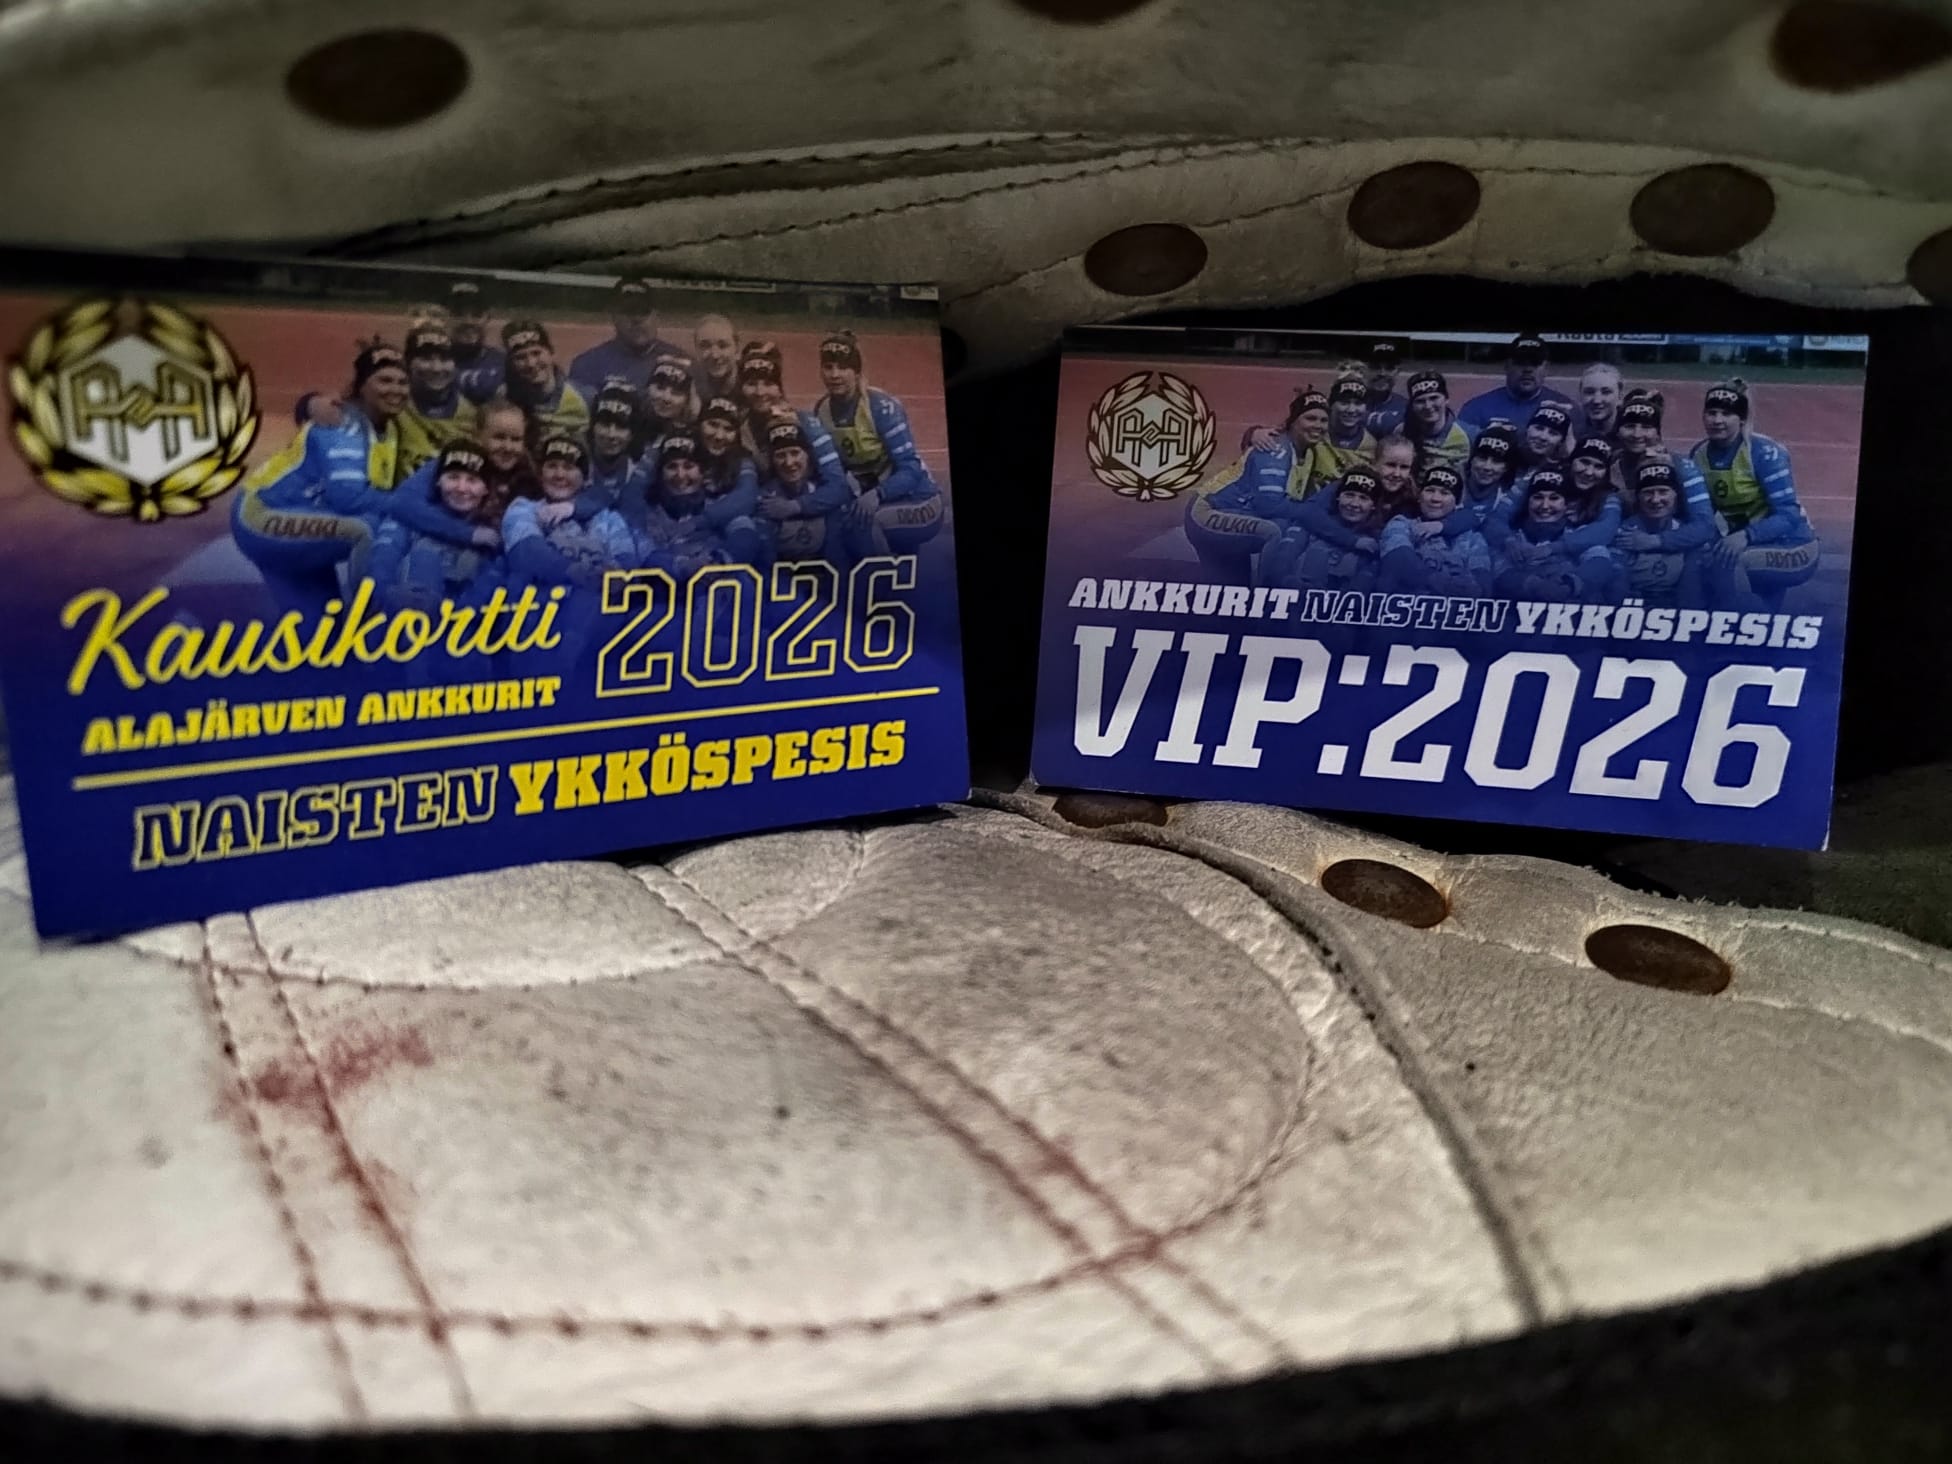 Kausikortti 2026
ALAJÄRVEN ANKKURIT
NAISTEN YKKÖSPESIS
ANKKURIT NAISTEN YKKÖSPESIS
VIP:2026